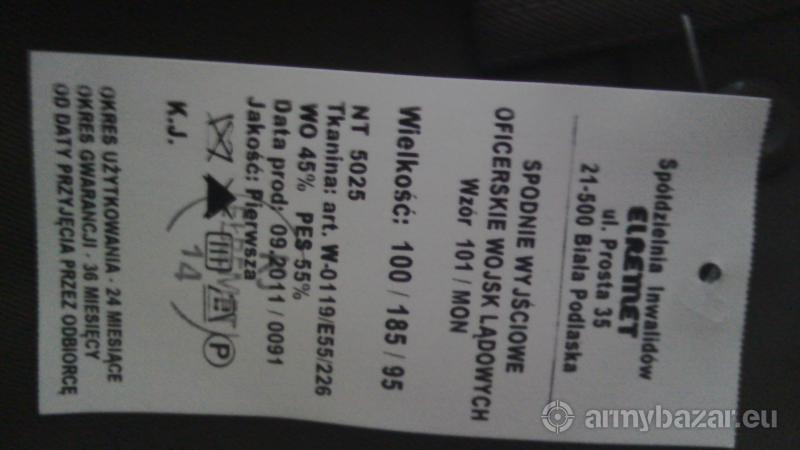 Spółdzielnia Inwalidów
ELREMET
ul. Prosta 35
21-500 Biała Podlaska
SPODNIE WYJŚCIOWE
OFICERSKIE WOJSK LĄDOWYCH
Wzór 101 / MON
Wielkość: 100 / 185 / 95
NT 5025
Tkanina: art. W-0119/E55/226
WO 45% PES 55%
Data prod: 09.2011 / 0091
Jakość: Pierwsza
P
14
K.J.
OKRES UŻYTKOWANIA - 24 MIESIĄCE
OKRES GWARANCJI - 36 MIESIĘCY
OD DATY PRZYJĘCIA PRZEZ ODBIORCĘ
armybazar.eu